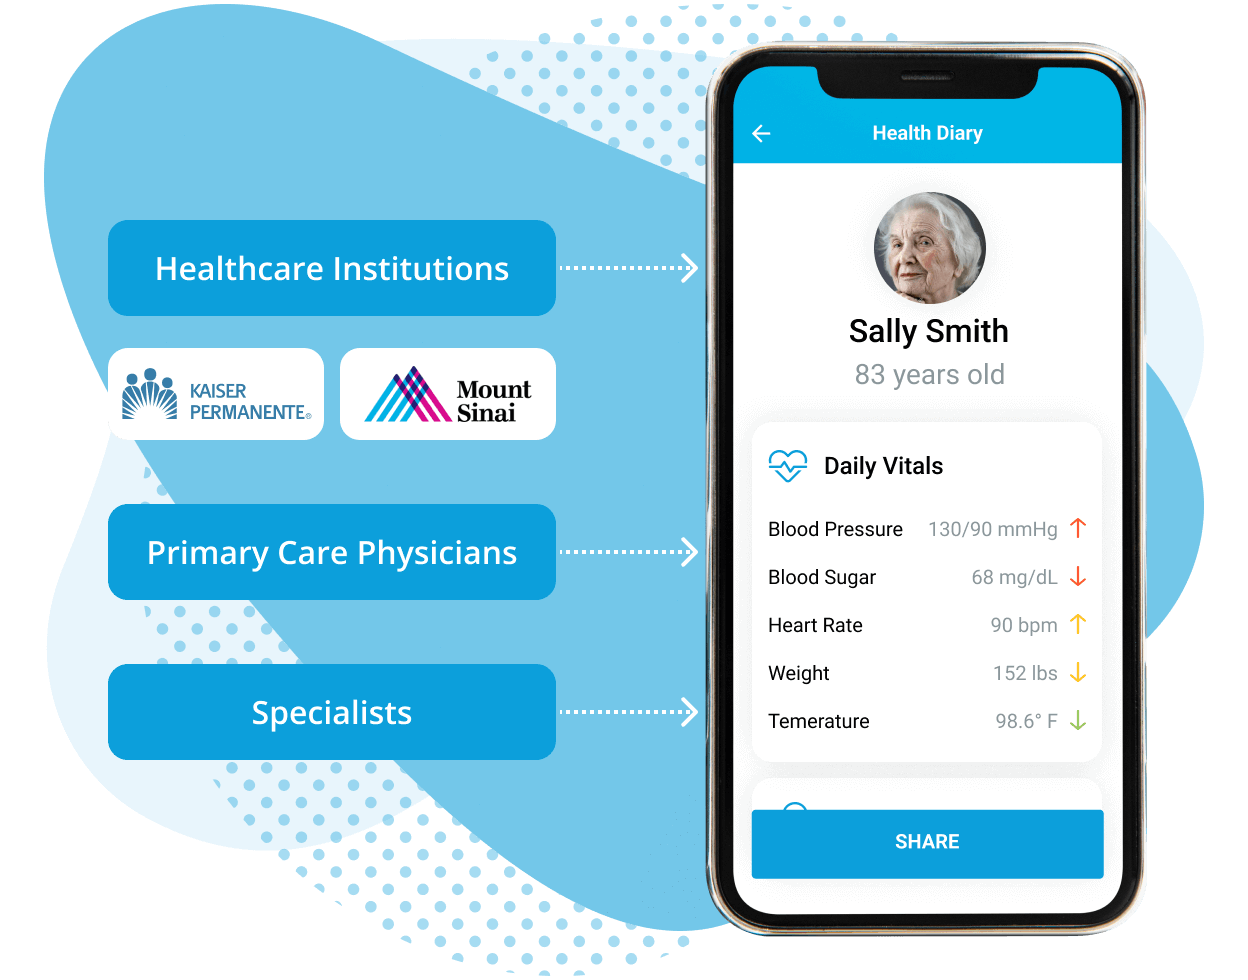 Healthcare Institutions
KAISER
PERMANENTE®
Mount
Sinai
Primary Care Physicians
Specialists
Health Diary
Sally Smith
83 years old
Daily Vitals
Blood Pressure 130/90 mmHg
Blood Sugar 68 mg/dL
Heart Rate 90 bpm
Weight 152 lbs
Temerature 98.6° F
SHARE